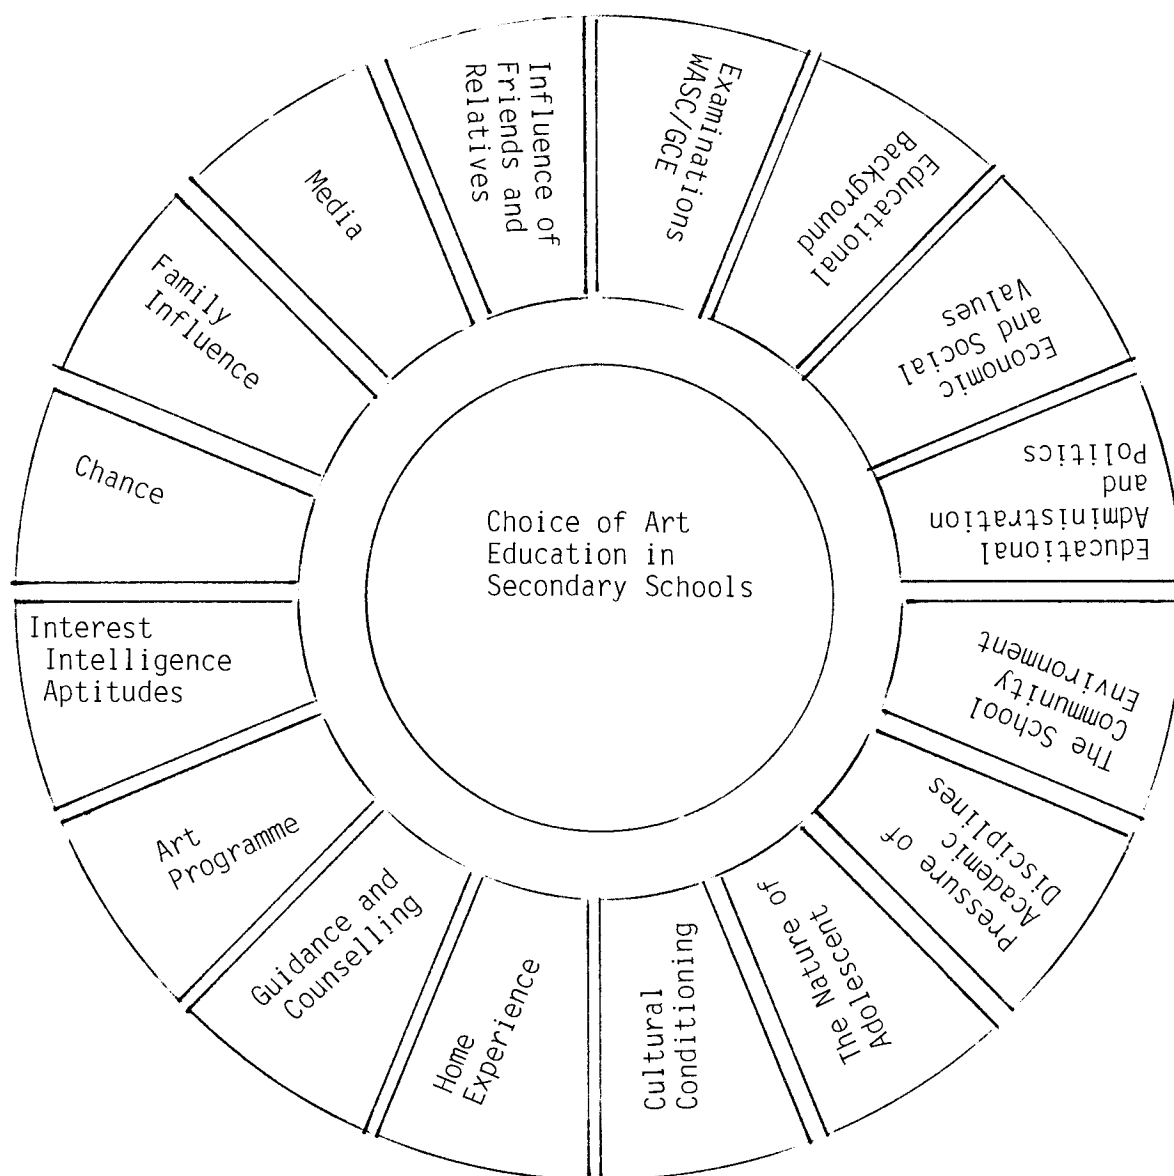 Influence of
Friends and
Relatives
Examinations
WASC/GCE
Educational
Background
Economic
and Social
Values
Educational
Administration
and
Politics
The School
Community
Environment
Pressure of
Academic
Disciplines
The Nature of
Adolescent
Cultural
Conditioning
Home
Experience
Guidance and
Counselling
Art
Programme
Interest
Intelligence
Aptitudes
Chance
Family
Influence
Media
Choice of Art
Education in
Secondary Schools